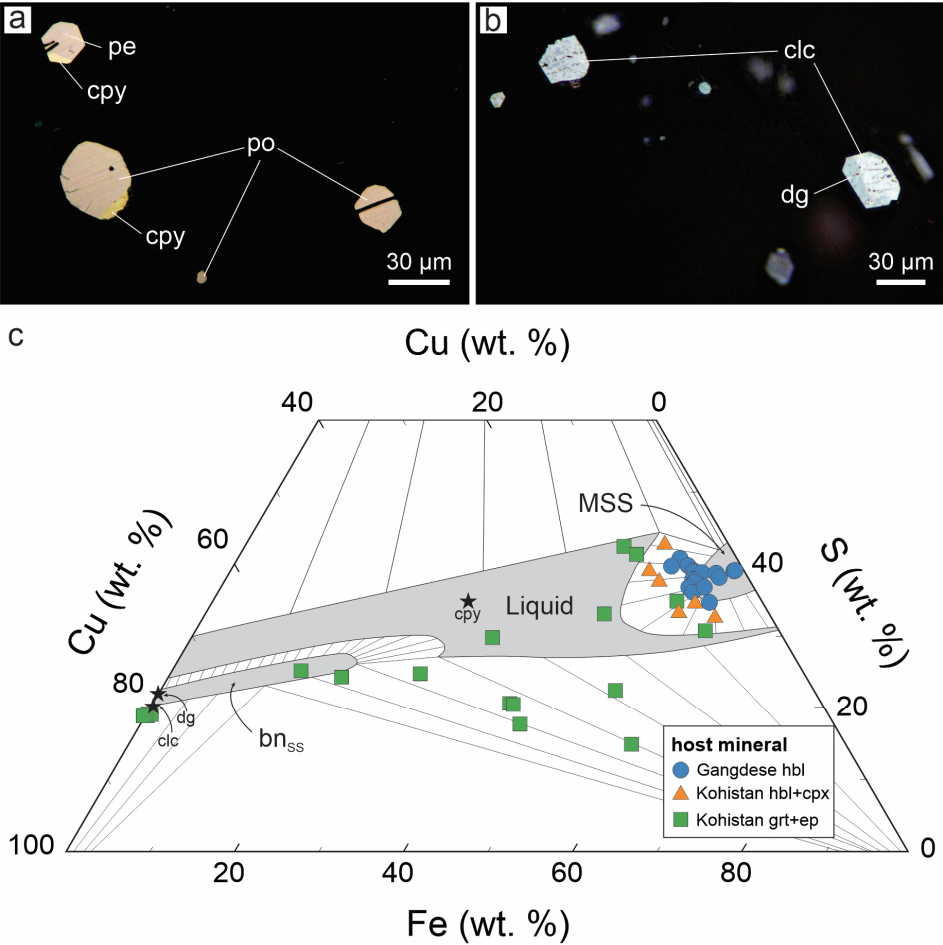 a
pe
cpy
po
cpy
30 µm
b
clc
dg
30 µm
c
Cu (wt. %)
40
20
0
MSS
60
40
Cu (wt. %)
S (wt. %)
Liquid
cpy
80
20
dg
clc
bnSS
host mineral
Gangdese hbl
Kohistan hbl+cpx
Kohistan grt+ep
100
0
20
40
60
80
Fe (wt. %)